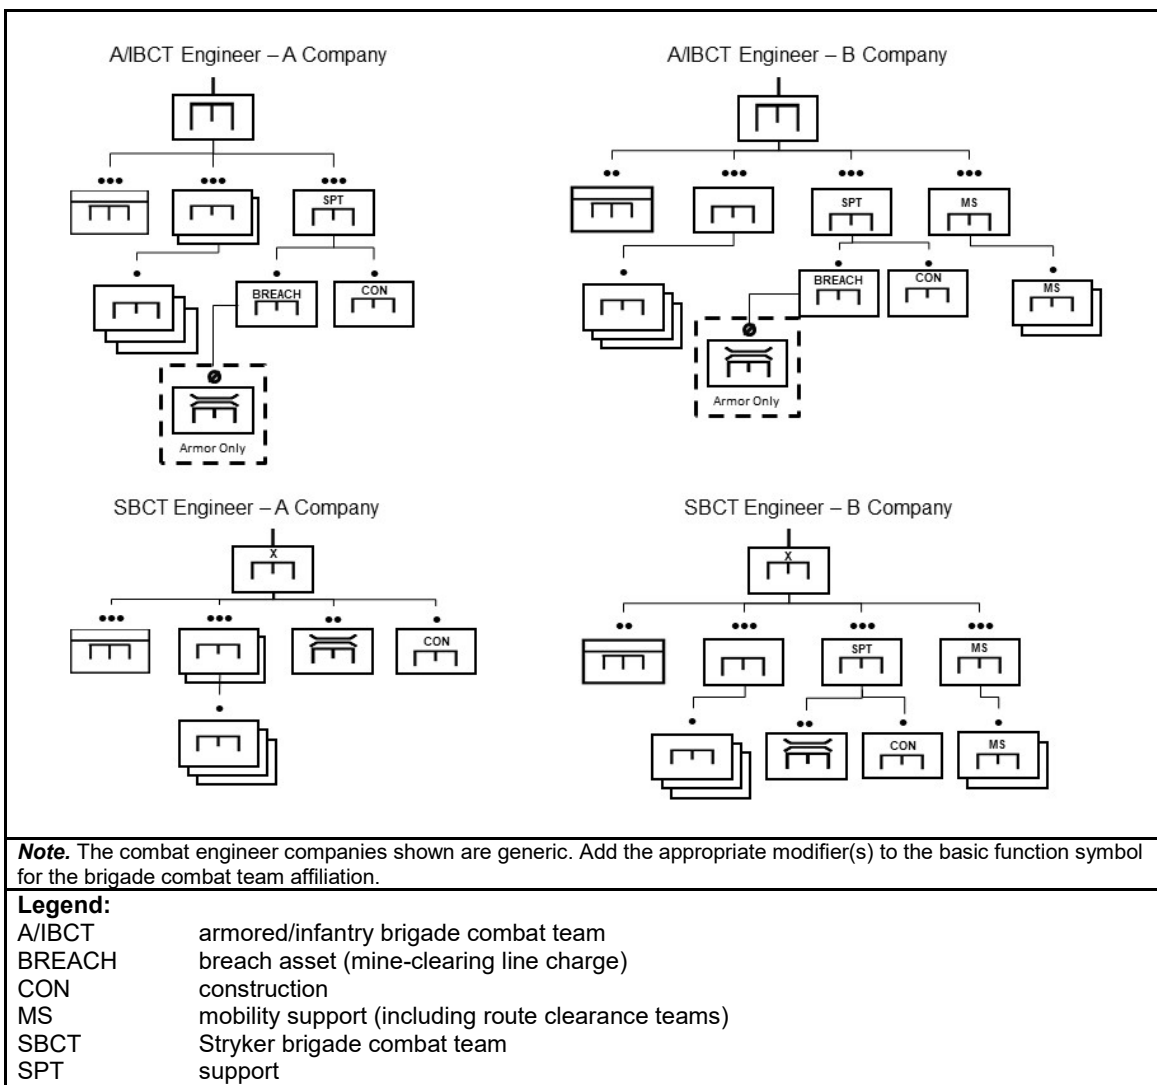 A/IBCT Engineer – A Company
A/IBCT Engineer – B Company
SPT
BREACH
CON
Armor Only
SPT
MS
BREACH
CON
MS
Armor Only
SBCT Engineer – A Company
SBCT Engineer – B Company
X
CON
X
SPT
MS
CON
MS
Note. The combat engineer companies shown are generic. Add the appropriate modifier(s) to the basic function symbol
for the brigade combat team affiliation.
Legend:
A/IBCT armored/infantry brigade combat team
BREACH breach asset (mine-clearing line charge)
CON construction
MS mobility support (including route clearance teams)
SBCT Stryker brigade combat team
SPT support